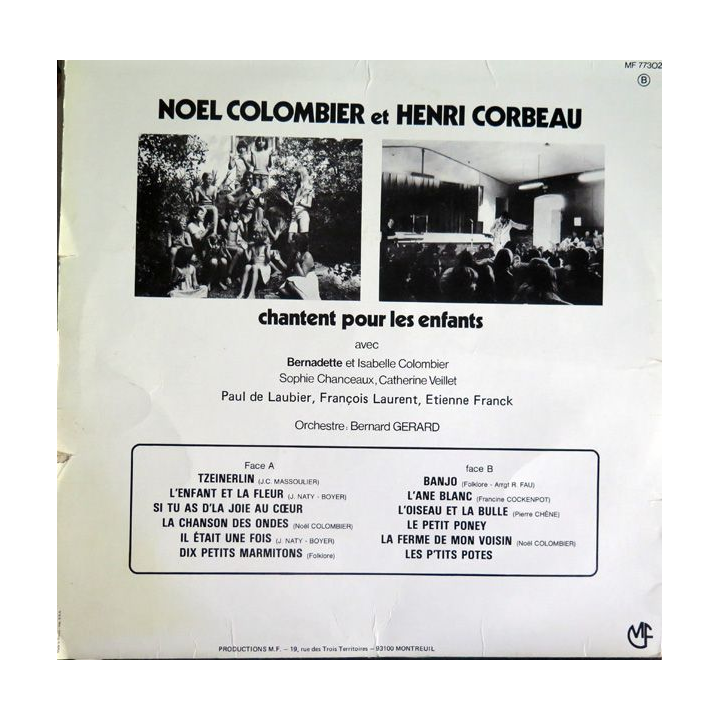 MF 77302
B
NOEL COLOMBIER et HENRI CORBEAU
chantent pour les enfants
avec
Bernadette et Isabelle Colombier
Sophie Chanceaux, Catherine Veillet
Paul de Laubier, François Laurent, Etienne Franck
Orchestre: Bernard GERARD
Face A
TZEINERLIN (J.C. MASSOULIER)
L'ENFANT ET LA FLEUR (J. NATY - BOYER)
SI TU AS D'LA JOIE AU CŒUR
LA CHANSON DES ONDES (Noël COLOMBIER)
IL ÉTAIT UNE FOIS (J. NATY - BOYER)
DIX PETITS MARMITONS (Folklore)
face B
BANJO (Folklore - Arrgt R. FAU)
L'ANE BLANC (Francine COCKENPOT)
L'OISEAU ET LA BULLE (Pierre CHÊNE)
LE PETIT PONEY
LA FERME DE MON VOISIN (Noël COLOMBIER)
LES P'TITS POTES
MF
PRODUCTIONS M.F. – 19, rue des Trois Territoires – 93100 MONTREUIL